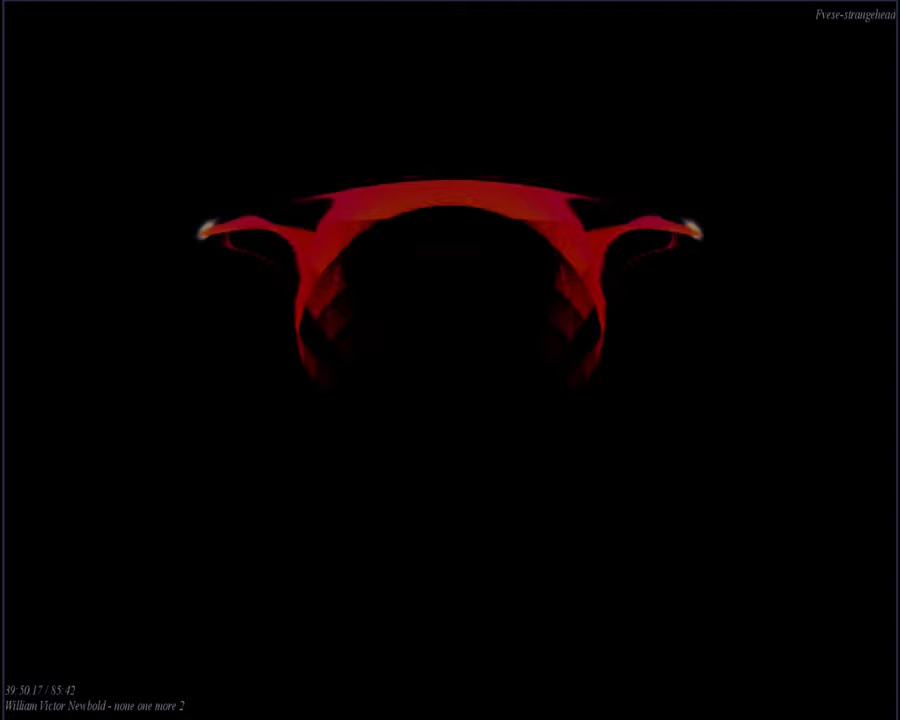 Fvese-strangehead
39:50.17 / 85:42
William Victor Newbold - none one more 2